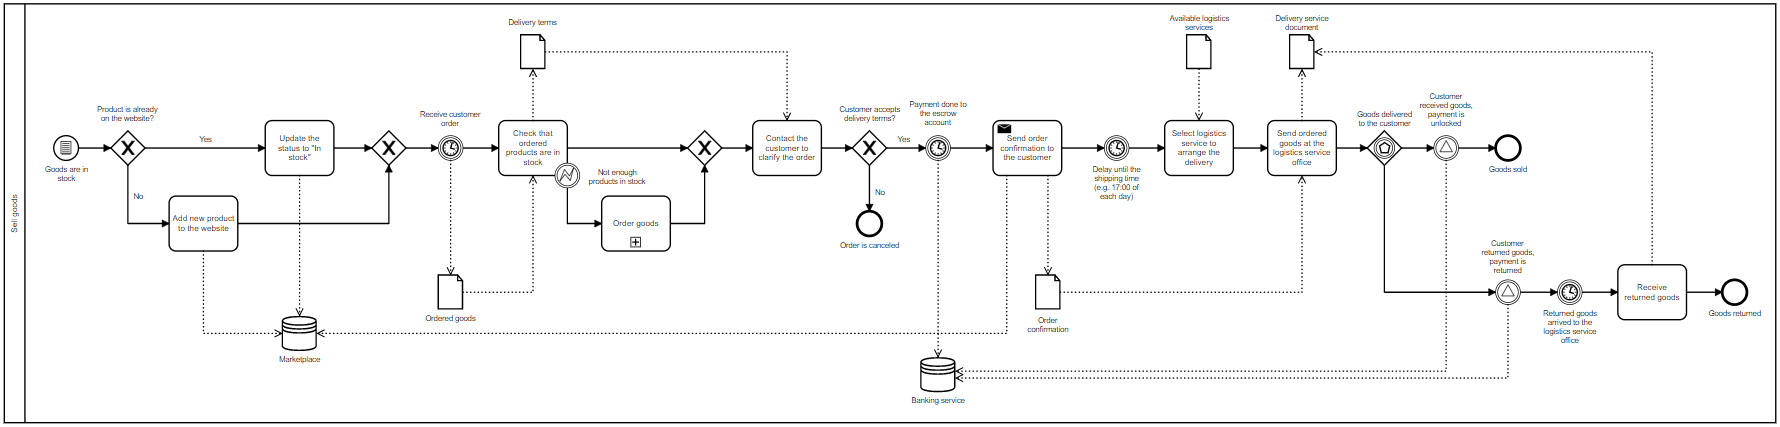 Sell goods
Goods are in
stock
Product is already
on the website?
Yes
No
Update the
status to "In
stock"
Add new product
to the website
Marketplace
Receive customer
order
Ordered goods
Delivery terms
Check that
ordered
products are in
stock
Not enough
products in stock
Order goods
Contact the
customer to
clarify the order
Customer accepts
delivery terms?
Yes
No
Order is canceled
Payment done to
the escrow
account
Banking service
Send order
confirmation to
the customer
Order
confirmation
Delay until the
shipping time
(e.g. 17:00 of
each day)
Available logistics
services
Select logistics
service to
arrange the
delivery
Delivery service
document
Send ordered
goods at the
logistics service
office
Goods delivered
to the customer
Customer
received goods,
payment is
unlocked
Goods sold
Customer
returned goods,
payment is
returned
Returned goods
arrived to the
logistics service
office
Receive
returned goods
Goods returned